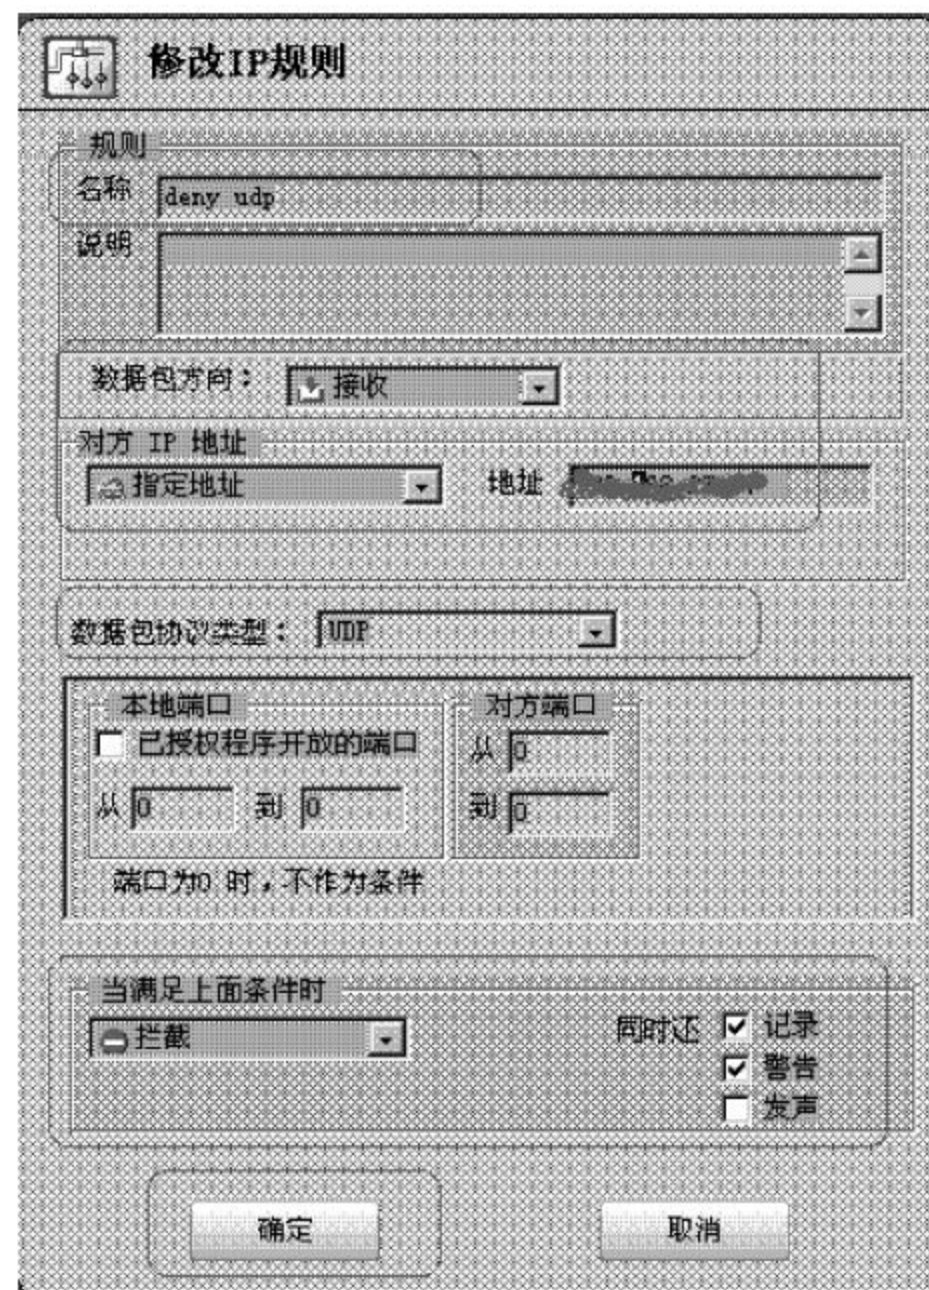 修改IP规则
规则
名称 deny udp
说明
数据包方向： 接收
对方 IP 地址
指定地址 地址
数据包协议类型： UDP
本地端口 对方端口
已授权程序开放的端口 从 0
从 0 到 0 到 0
端口为0 时，不作为条件
当满足上面条件时
拦截 同时还 记录
警告
发声
确定 取消